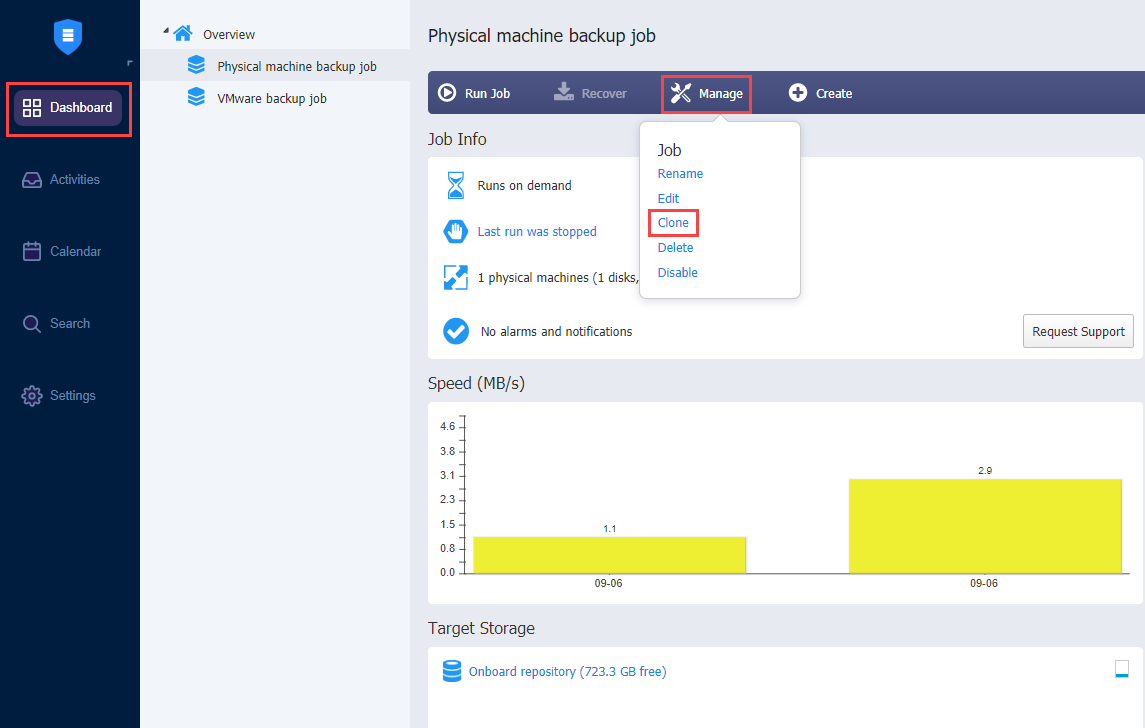 Dashboard
Activities
Calendar
Search
Settings
Overview
Physical machine backup job
VMware backup job
Physical machine backup job
Run Job
Recover
Manage
Create
Job
Rename
Edit
Clone
Delete
Disable
Job Info
Runs on demand
Last run was stopped
1 physical machines (1 disks,
No alarms and notifications
Request Support
Speed (MB/s)
4.6
3.8
3.1
2.3
1.5
0.8
0.0
1.1
2.9
09-06
09-06
Target Storage
Onboard repository (723.3 GB free)